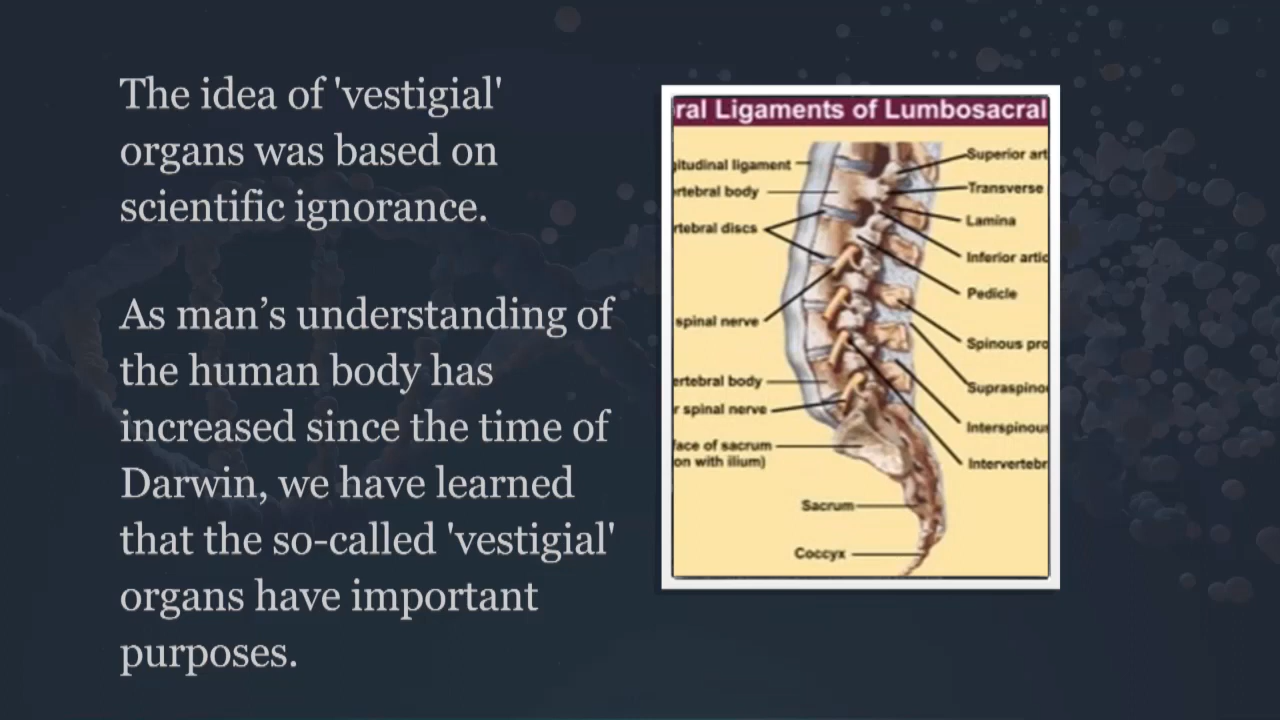 The idea of 'vestigial'
organs was based on
scientific ignorance.
As man’s understanding of
the human body has
increased since the time of
Darwin, we have learned
that the so-called 'vestigial'
organs have important
purposes.
ral Ligaments of Lumbosacral
gitudinal ligament
rtebral body
rtebral discs
spinal nerve
ertebral body
r spinal nerve
face of sacrum
on with ilium)
Sacrum
Coccyx
Superior art
Transverse
Lamina
Inferior artic
Pedicle
Spinous pro
Supraspino
Interspinou
Intervertebr